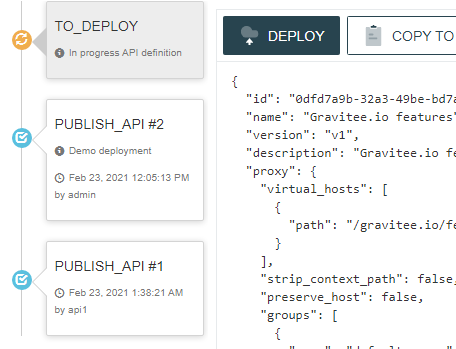 TO_DEPLOY
In progress API definition
PUBLISH_API #2
Demo deployment
Feb 23, 2021 12:05:13 PM
by admin
PUBLISH_API #1
Feb 23, 2021 1:38:21 AM
by api1
DEPLOY
COPY TO
{
"id": "0dfd7a9b-32a3-49be-bd7a
"name": "Gravitee.io features"
"version": "v1",
"description": "Gravitee.io fe
"proxy": {
"virtual_hosts": [
{
"path": "/gravitee.io/fe
}
],
"strip_context_path": false,
"preserve_host": false,
"groups": [
{